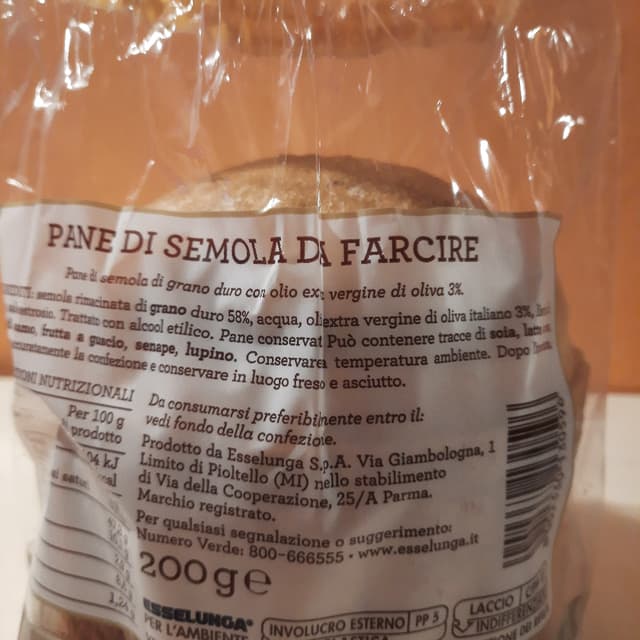 PANE DI SEMOLA DA FARCIRE
Pane di semola di grano duro con olio extra vergine di oliva 3%.
semola rimacinata di grano duro 58%, acqua, olio extra vergine di oliva italiano 3%,
Trattato con alcol etilico. Pane conservato. Può contenere tracce di soia, latte
frutta a guscio, senape, lupino. Conservare a temperatura ambiente. Dopo
la confezione e conservare in luogo fresco e asciutto.
NUTRIZIONALI
Per 100 g
prodotto
kJ
Da consumarsi preferibilmente entro il:
vedi fondo della confezione.
Prodotto da Esselunga S.p.A. Via Giambologna, 1
Limito di Pioltello (MI) nello stabilimento
di Via della Cooperazione, 25/A Parma.
Marchio registrato.
Per qualsiasi segnalazione o suggerimento:
Numero Verde: 800-666555 • www.esselunga.it
200 g e
ESSELUNGA®
PER L'AMBIENTE
INVOLUCRO ESTERNO PP 5
LACCIO